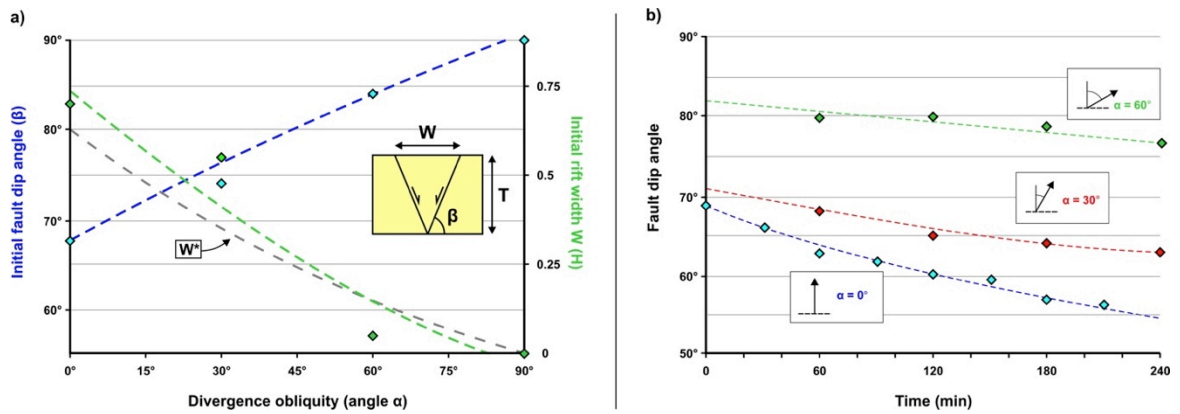 a)
90°
80°
70°
60°
Initial fault dip angle (β)
0.75
0.5
0.25
0
Initial rift width W (H)
W
T
β
W*
0°
15°
30°
45°
60°
75°
90°
Divergence obliquity (angle α)
b)
90°
80°
70°
60°
50°
Fault dip angle
α = 60°
α = 30°
α = 0°
0
60
120
180
240
Time (min)